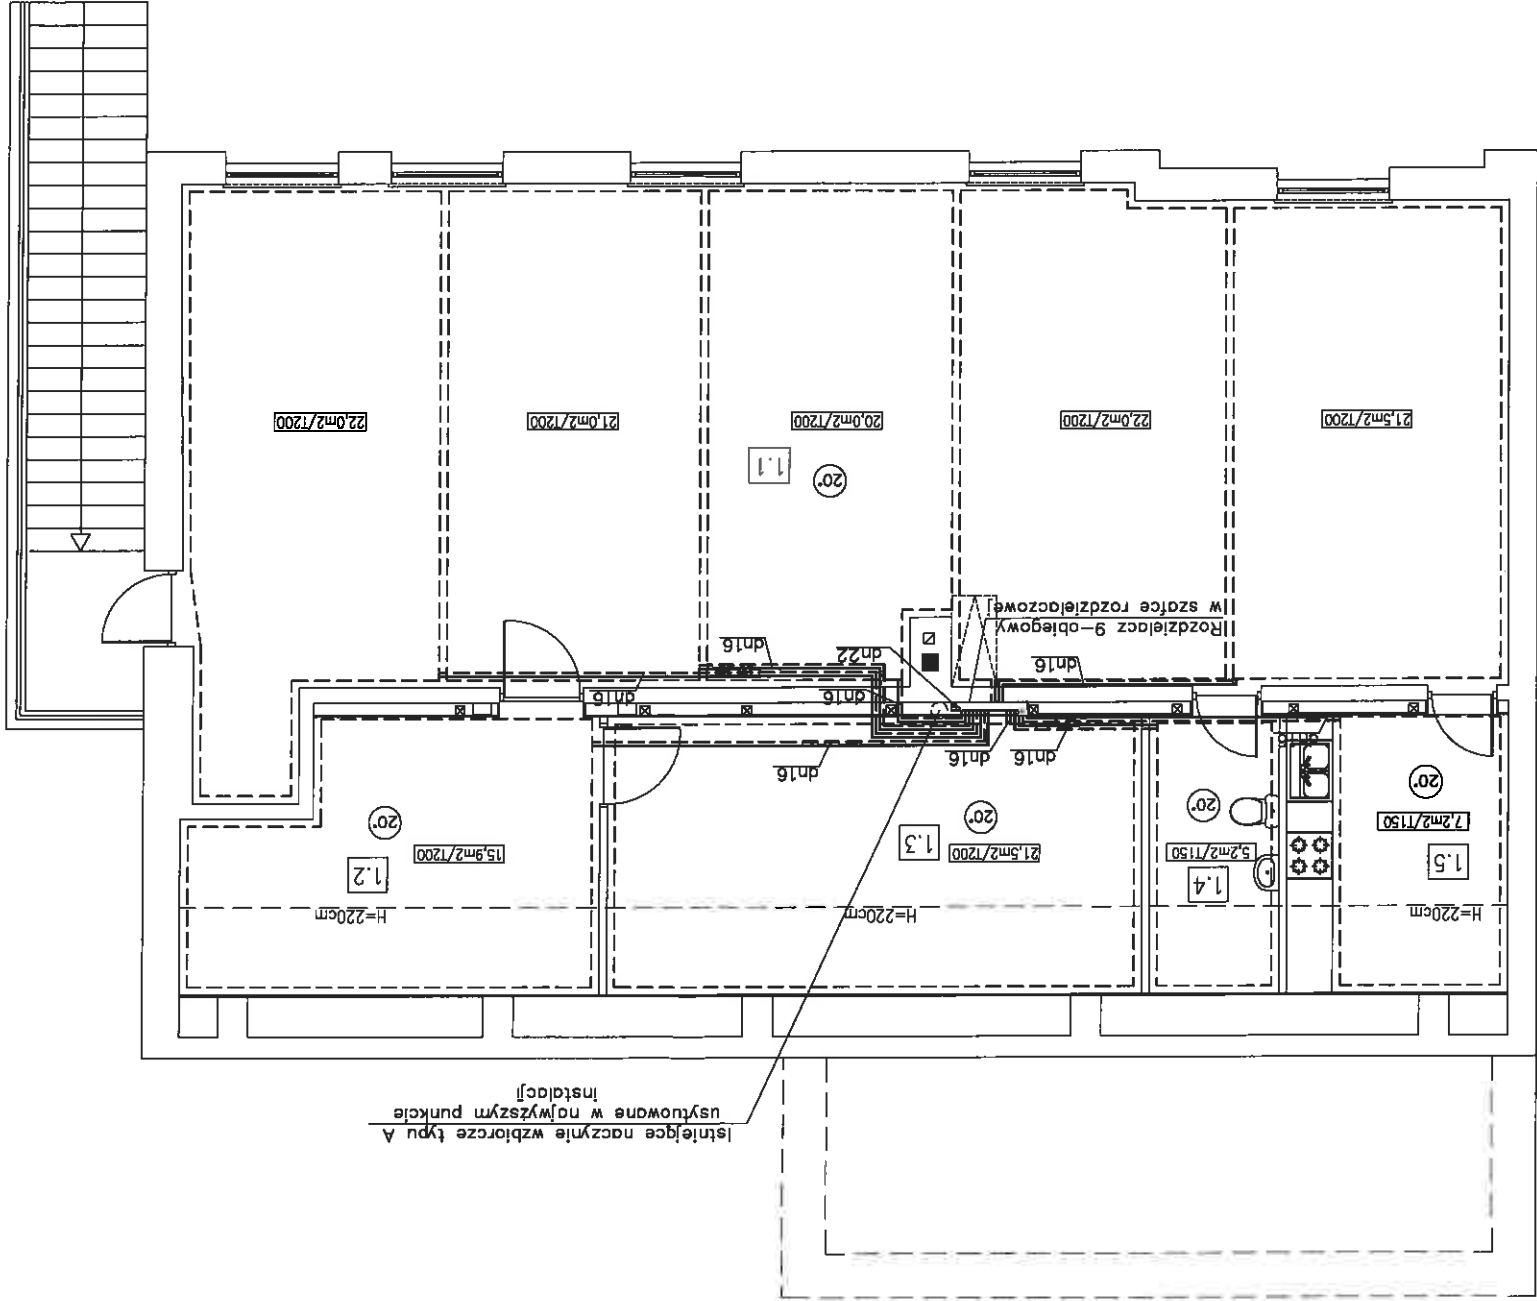 Istniejące naczynie wzbiorcze typu A
usytuowane w najwyższym punkcie
instalacji
H=220cm
H=220cm
H=220cm
1.5
7,2m2/T150
20°
1.4
5,2m2/T150
20°
1.3
21,5m2/T200
20°
1.2
15,9m2/T200
20°
dn16
dn16
dn16
dn16
dn16
dn16
dn22
dn16
Rozdzielacz 9-obiegowy
w szafce rozdzielaczowej
20°
1.1
21,5m2/T200
22,0m2/T200
20,0m2/T200
21,0m2/T200
22,0m2/T200